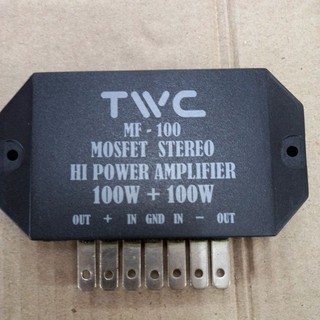 TWC
MF - 100
MOSFET STEREO
HI POWER AMPLIFIER
100W + 100W
OUT + IN GND IN - OUT